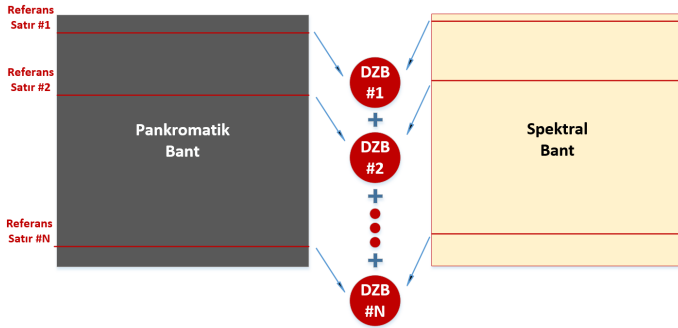 Referans
Satır #1
DZB
#1
+
Referans
Satır #2
Pankromatik
Bant
DZB
#2
+
Spektral
Bant
Referans
Satır #N
+
DZB
#N